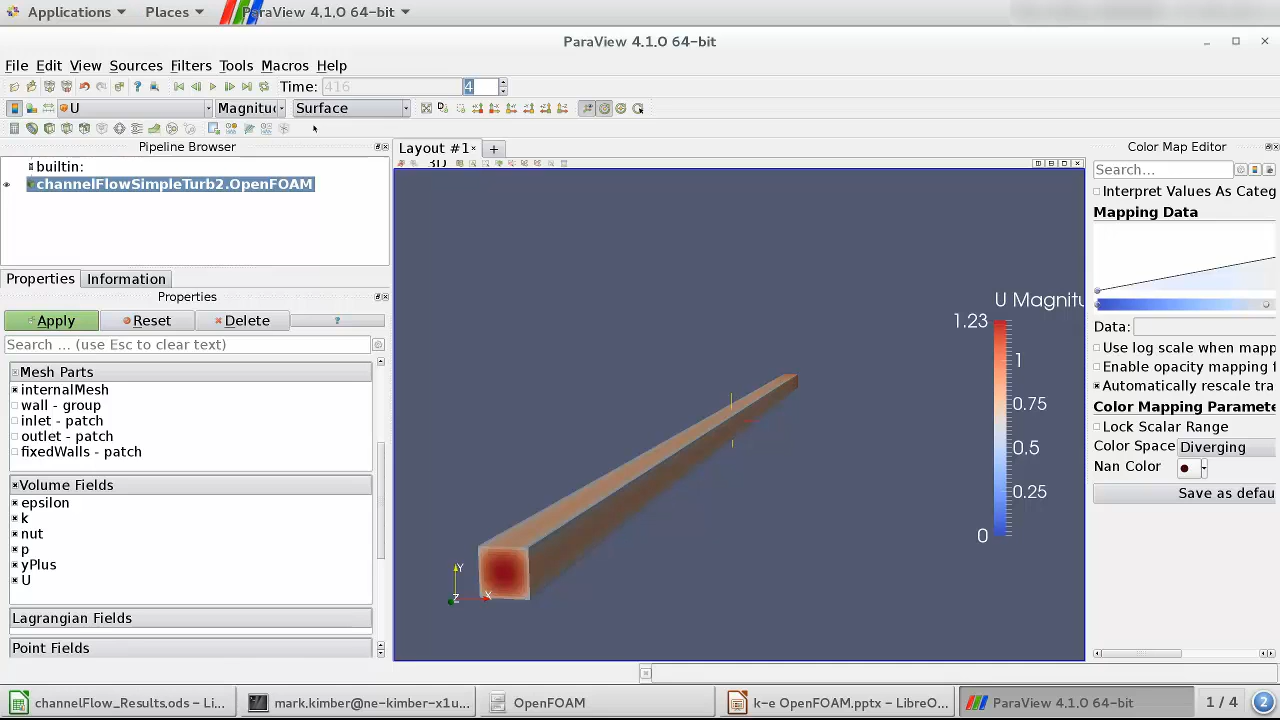 Applications Places ParaView 4.1.0 64-bit
ParaView 4.1.0 64-bit
File Edit View Sources Filters Tools Macros Help
Time: 416 4
U Magnitu Surface
Pipeline Browser
builtin:
channelFlowSimpleTurb2.OpenFOAM
Properties Information
Properties
Apply Reset Delete ?
Search ... (use Esc to clear text)
Mesh Parts
internalMesh
wall - group
inlet - patch
outlet - patch
fixedWalls - patch
Volume Fields
epsilon
k
nut
p
yPlus
U
Lagrangian Fields
Point Fields
Layout #1 +
3D
U Magnitu
1.23
1
0.75
0.5
0.25
0
Y
X
Z
Color Map Editor
Search...
Interpret Values As Categ
Mapping Data
Data:
Use log scale when mapp
Enable opacity mapping f
Automatically rescale tra
Color Mapping Paramete
Lock Scalar Range
Color Space Diverging
Nan Color
Save as defau
channelFlow_Results.ods – Li... mark.kimber@ne-kimber-x1u... OpenFOAM k-e OpenFOAM.pptx – LibreO... ParaView 4.1.0 64-bit 1 / 4 2